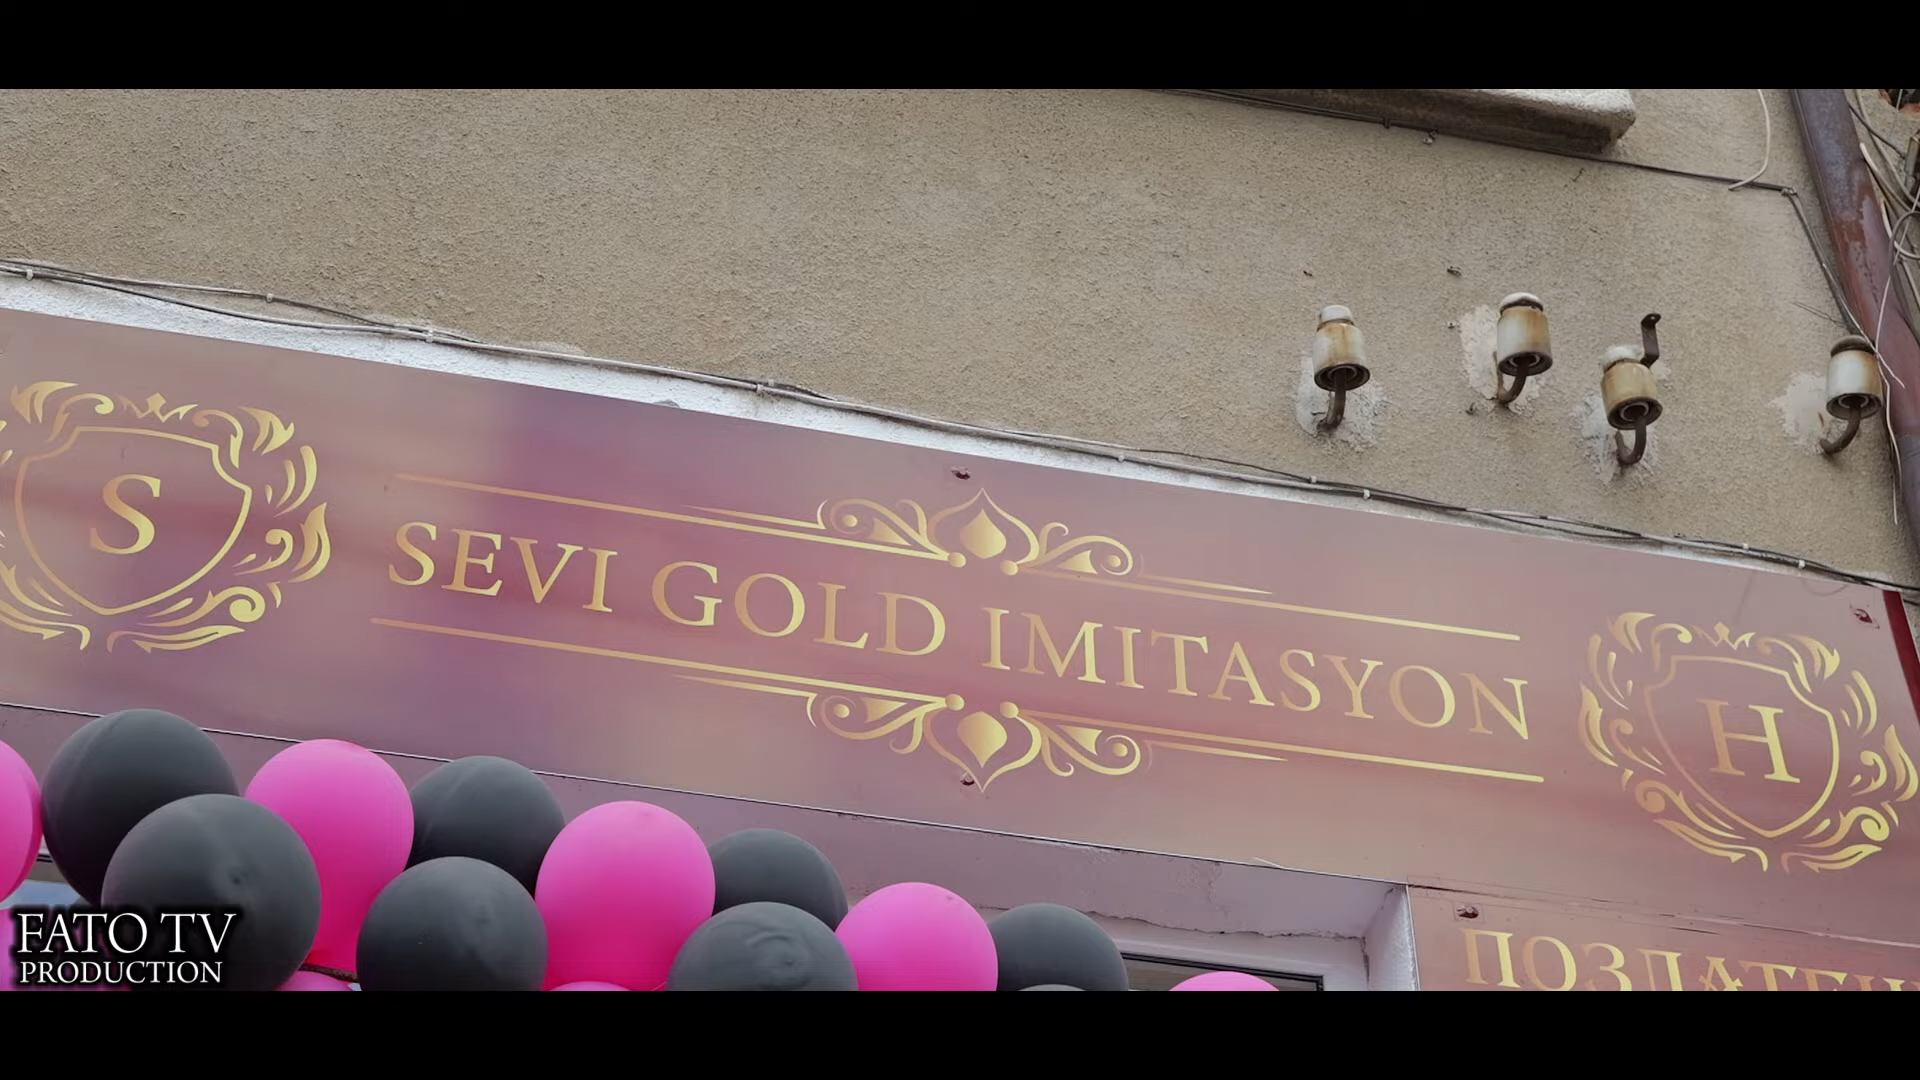 S
SEVI GOLD IMITASYON
H
FATO TV
PRODUCTION